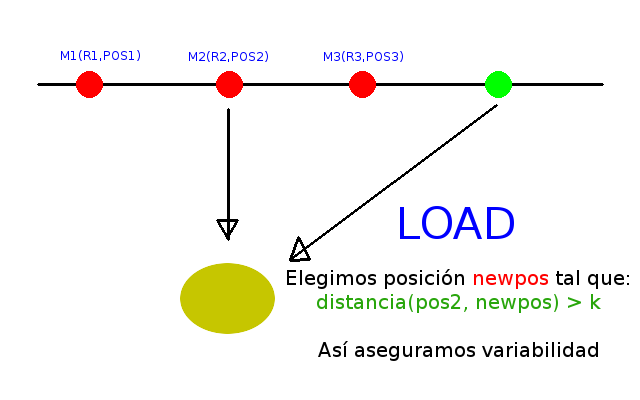 M1(R1,POS1) M2(R2,POS2) M3(R3,POS3)
LOAD
Elegimos posición newpos tal que:
distancia(pos2, newpos) > k
Así aseguramos variabilidad